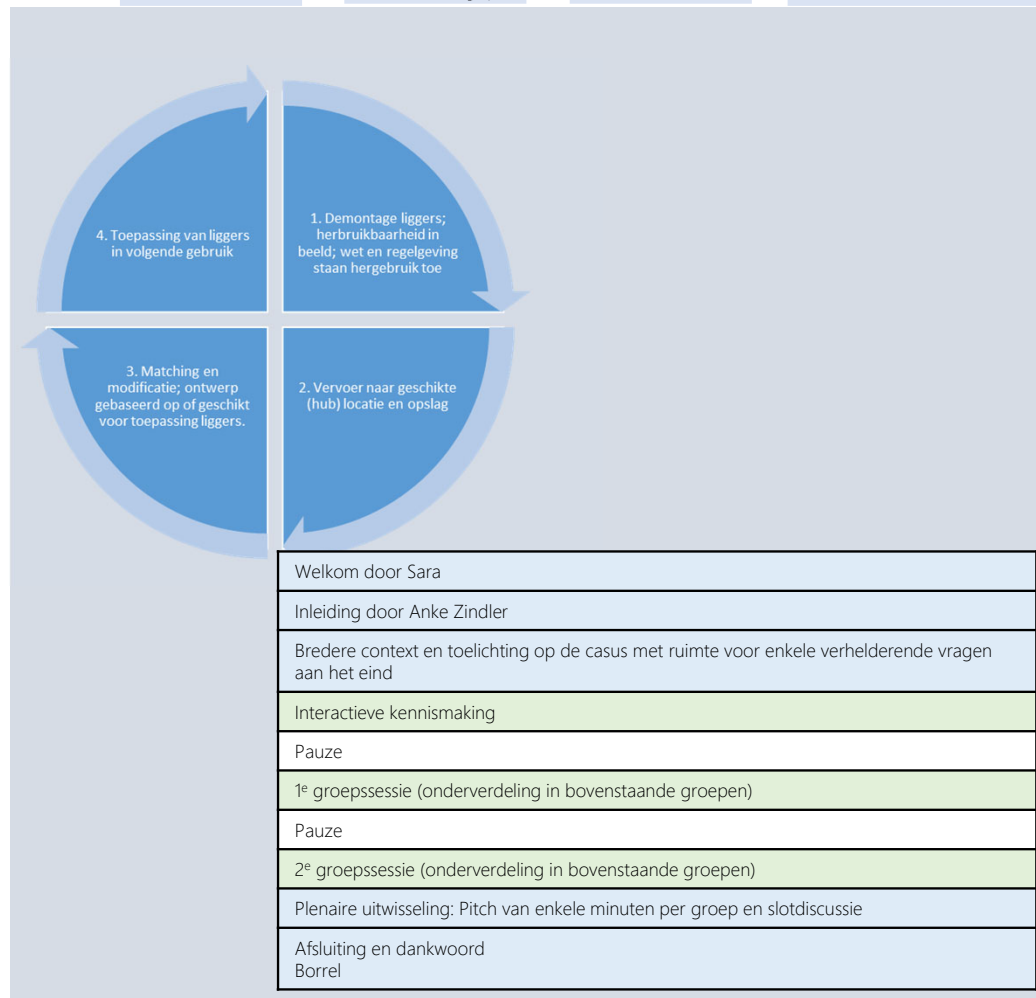 1. Demontage liggers;
herbruikbaarheid in
beeld; wet en regelgeving
staan hergebruik toe
2. Vervoer naar geschikte
(hub) locatie en opslag
3. Matching en
modificatie; ontwerp
gebaseerd op of geschikt
voor toepassing liggers.
4. Toepassing van liggers
in volgende gebruik
Welkom door Sara
Inleiding door Anke Zindler
Bredere context en toelichting op de casus met ruimte voor enkele verhelderende vragen
aan het eind
Interactieve kennismaking
Pauze
1e groepssessie (onderverdeling in bovenstaande groepen)
Pauze
2e groepssessie (onderverdeling in bovenstaande groepen)
Plenaire uitwisseling: Pitch van enkele minuten per groep en slotdiscussie
Afsluiting en dankwoord
Borrel